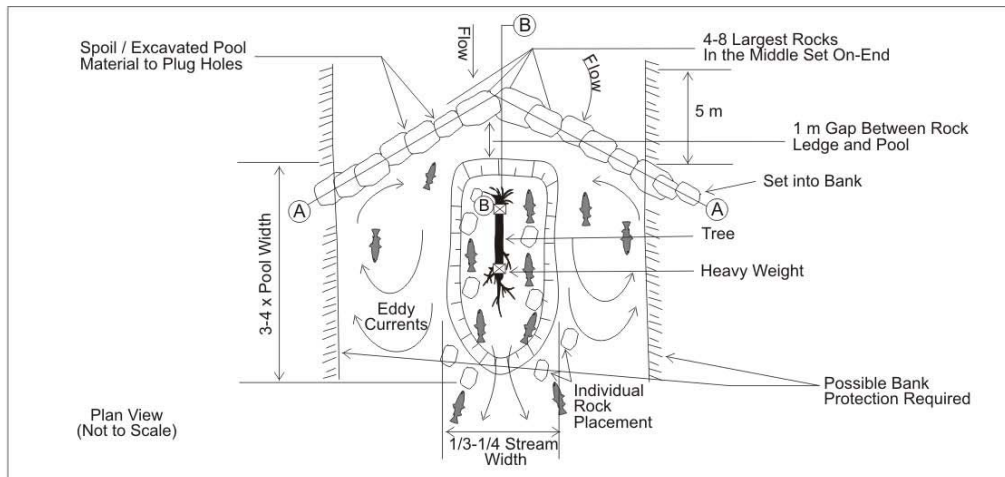 Spoil / Excavated Pool
Material to Plug Holes
Flow
B
Flow
4-8 Largest Rocks
In the Middle Set On-End
5 m
1 m Gap Between Rock
Ledge and Pool
Set into Bank
A
A
B
Tree
Heavy Weight
3-4 x Pool Width
Eddy
Currents
Individual
Rock
Placement
Possible Bank
Protection Required
Plan View
(Not to Scale)
1/3-1/4 Stream
Width